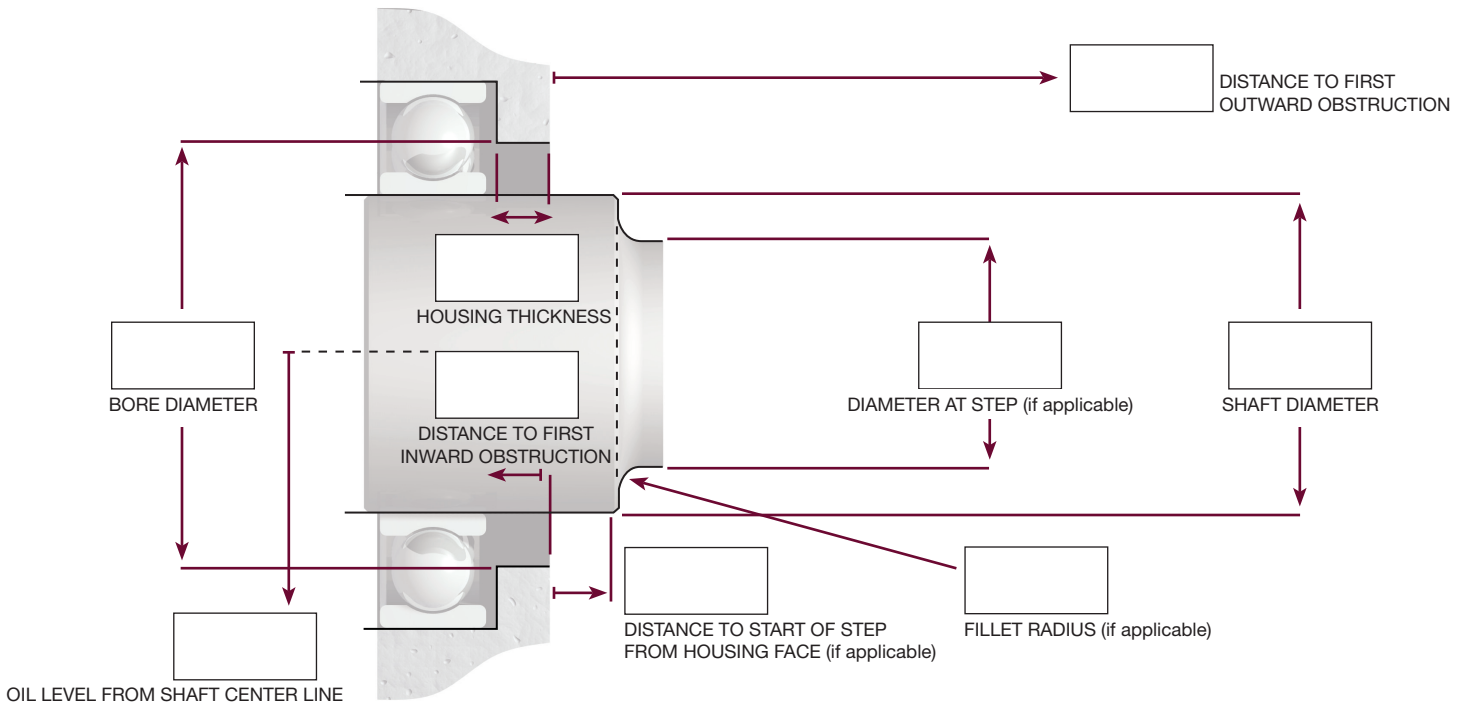 DISTANCE TO FIRST
OUTWARD OBSTRUCTION
HOUSING THICKNESS
BORE DIAMETER
DIAMETER AT STEP (if applicable)
SHAFT DIAMETER
DISTANCE TO FIRST
INWARD OBSTRUCTION
DISTANCE TO START OF STEP
FROM HOUSING FACE (if applicable)
FILLET RADIUS (if applicable)
OIL LEVEL FROM SHAFT CENTER LINE